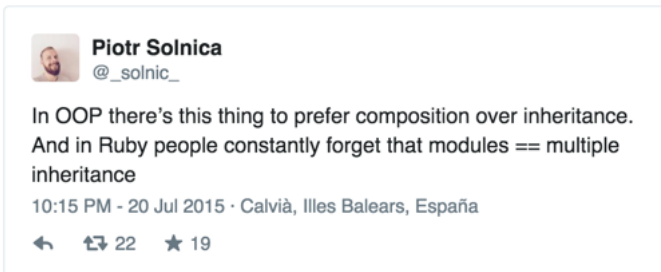 Piotr Solnica
@_solnic_
In OOP there's this thing to prefer composition over inheritance.
And in Ruby people constantly forget that modules == multiple
inheritance
10:15 PM - 20 Jul 2015 · Calvià, Illes Balears, España
22 19